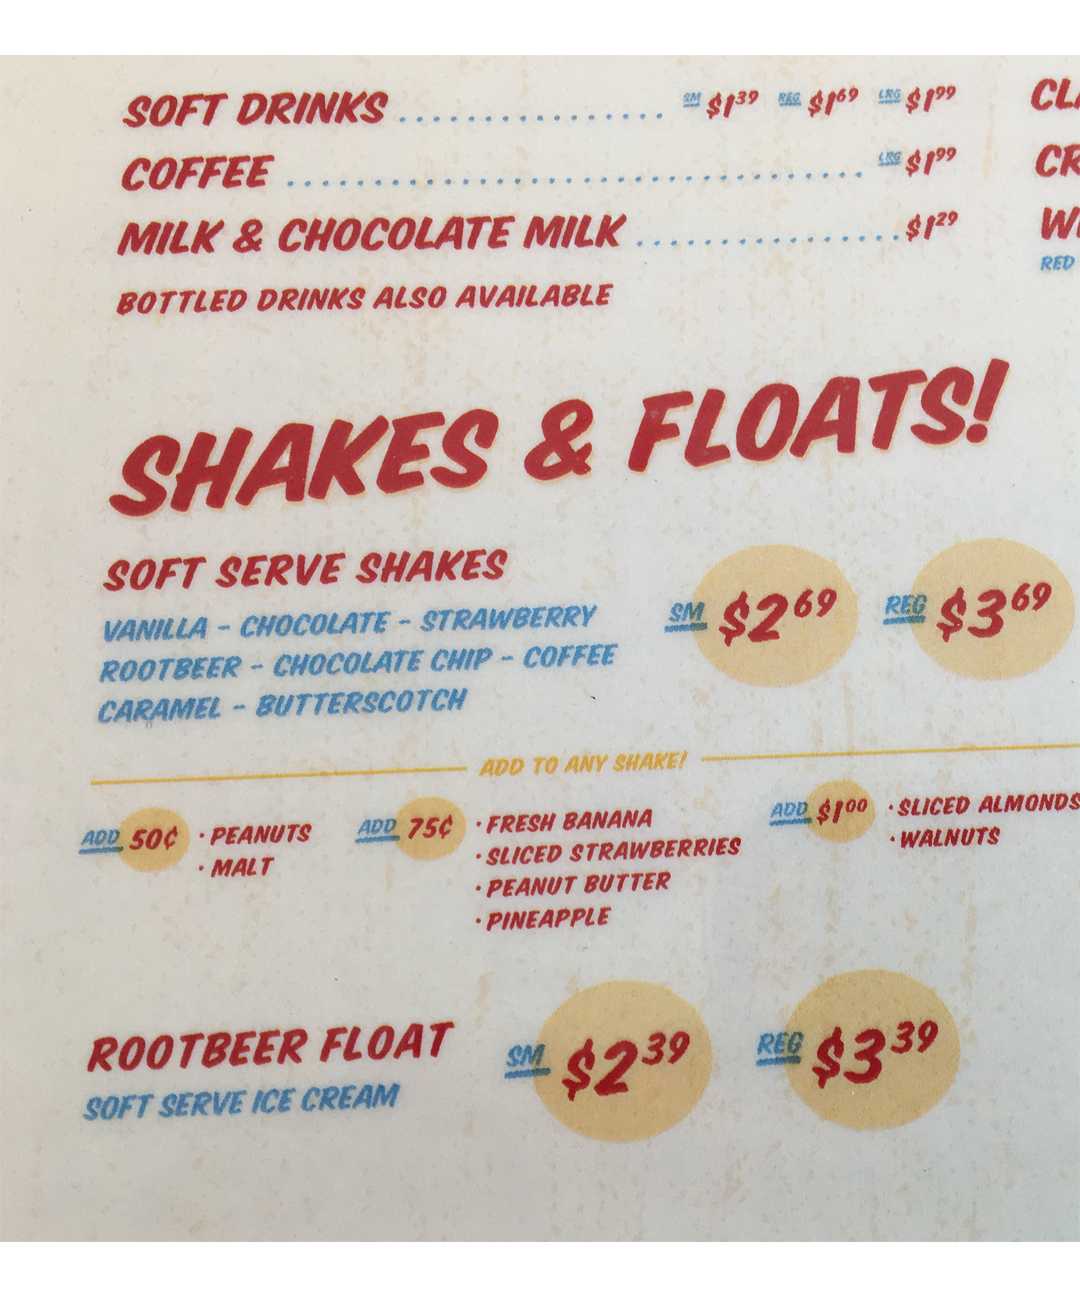 SOFT DRINKS .................. SM $1.39 REG $1.69 LRG $1.99
COFFEE .................................... LRG $1.99
MILK & CHOCOLATE MILK ................. $1.29
BOTTLED DRINKS ALSO AVAILABLE
RED
SHAKES & FLOATS!
SOFT SERVE SHAKES SM $2.69 REG $3.69
VANILLA - CHOCOLATE - STRAWBERRY
ROOTBEER - CHOCOLATE CHIP - COFFEE
CARAMEL - BUTTERSCOTCH
ADD TO ANY SHAKE!
ADD 50¢ · PEANUTS
· MALT
ADD 75¢ · FRESH BANANA
· SLICED STRAWBERRIES
· PEANUT BUTTER
· PINEAPPLE
ADD $1.00 · SLICED ALMONDS
· WALNUTS
ROOTBEER FLOAT SM $2.39 REG $3.39
SOFT SERVE ICE CREAM